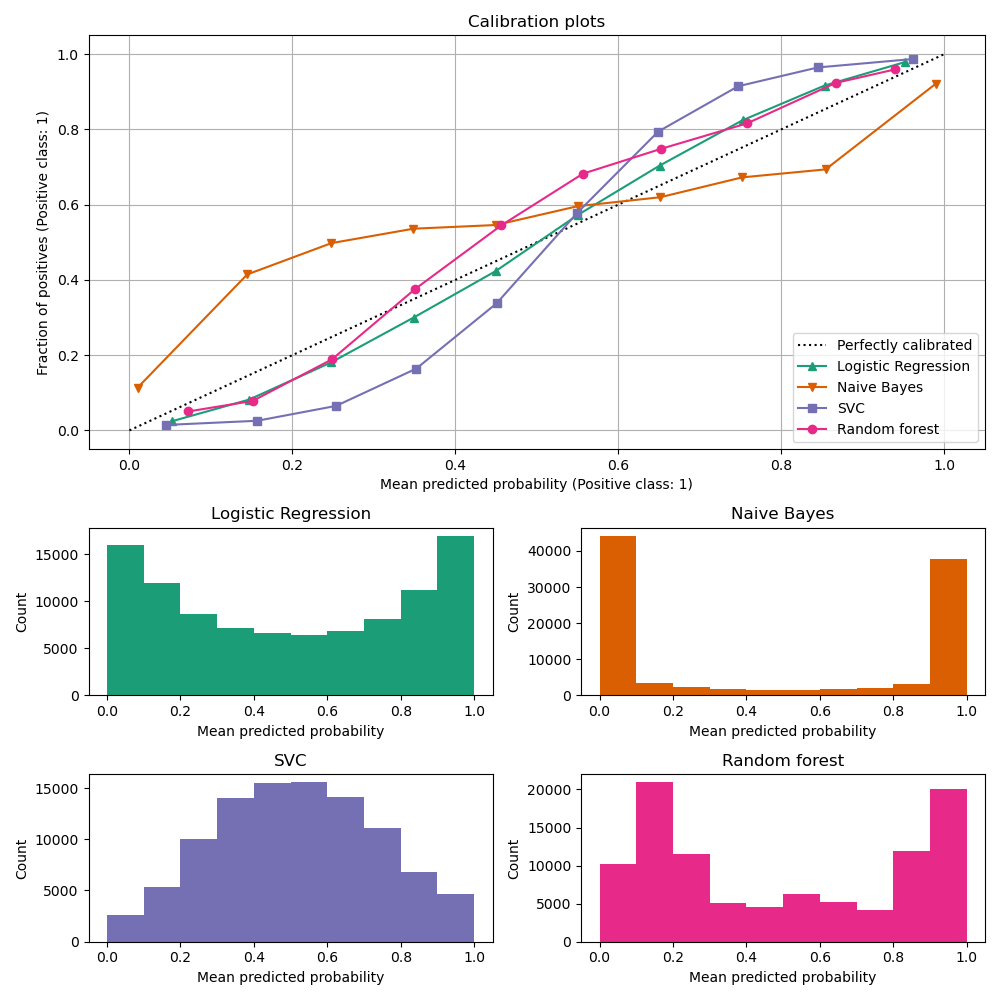 Calibration plots
Fraction of positives (Positive class: 1)
1.0
0.8
0.6
0.4
0.2
0.0
0.0 0.2 0.4 0.6 0.8 1.0
Mean predicted probability (Positive class: 1)
Perfectly calibrated
Logistic Regression
Naive Bayes
SVC
Random forest
Logistic Regression
Count
15000
10000
5000
0
0.0 0.2 0.4 0.6 0.8 1.0
Mean predicted probability
Naive Bayes
Count
40000
30000
20000
10000
0
0.0 0.2 0.4 0.6 0.8 1.0
Mean predicted probability
SVC
Count
15000
10000
5000
0
0.0 0.2 0.4 0.6 0.8 1.0
Mean predicted probability
Random forest
Count
20000
15000
10000
5000
0
0.0 0.2 0.4 0.6 0.8 1.0
Mean predicted probability